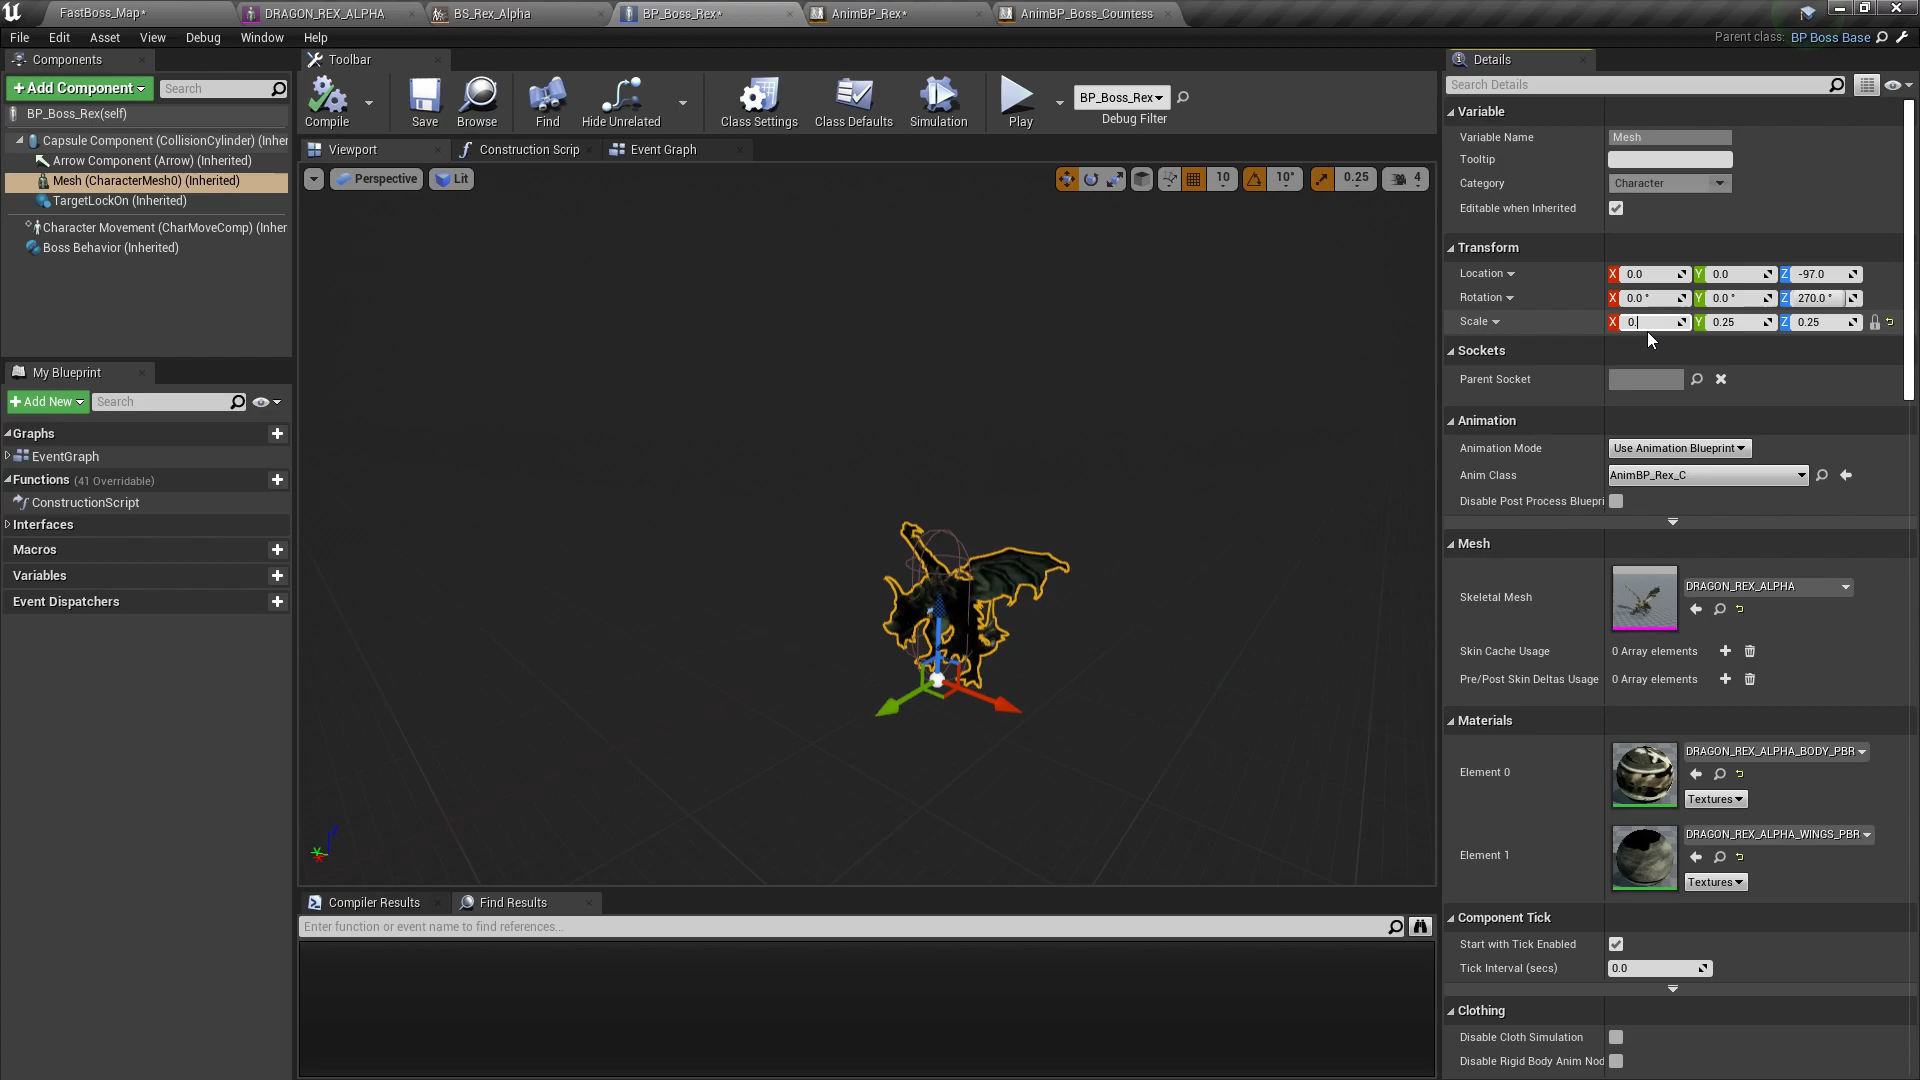 FastBoss_Map*
DRAGON_REX_ALPHA
BS_Rex_Alpha
BP_Boss_Rex*
AnimBP_Rex*
AnimBP_Boss_Countess
File Edit Asset View Debug Window Help
Parent class: BP Boss Base
Components
+Add Component
Search
BP_Boss_Rex(self)
Capsule Component (CollisionCylinder) (Inher
Arrow Component (Arrow) (Inherited)
Mesh (CharacterMesh0) (Inherited)
TargetLockOn (Inherited)
Character Movement (CharMoveComp) (Inher
Boss Behavior (Inherited)
My Blueprint
+Add New
Search
Graphs
EventGraph
Functions (41 Overridable)
ConstructionScript
Interfaces
Macros
Variables
Event Dispatchers
Toolbar
Compile
Save
Browse
Find
Hide Unrelated
Class Settings
Class Defaults
Simulation
Play
BP_Boss_Rex
Debug Filter
Viewport
Construction Scrip
Event Graph
Perspective
Lit
10
10°
0.25
4
Compiler Results
Find Results
Enter function or event name to find references...
Details
Search Details
Variable
Variable Name Mesh
Tooltip
Category Character
Editable when Inherited
Transform
Location X 0.0 Y 0.0 Z -97.0
Rotation X 0.0 ° Y 0.0 ° Z 270.0 °
Scale X 0. Y 0.25 Z 0.25
Sockets
Parent Socket
Animation
Animation Mode Use Animation Blueprint
Anim Class AnimBP_Rex_C
Disable Post Process Bluepri
Mesh
Skeletal Mesh DRAGON_REX_ALPHA
Skin Cache Usage 0 Array elements
Pre/Post Skin Deltas Usage 0 Array elements
Materials
Element 0 DRAGON_REX_ALPHA_BODY_PBR
Textures
Element 1 DRAGON_REX_ALPHA_WINGS_PBR
Textures
Component Tick
Start with Tick Enabled
Tick Interval (secs) 0.0
Clothing
Disable Cloth Simulation
Disable Rigid Body Anim Nod